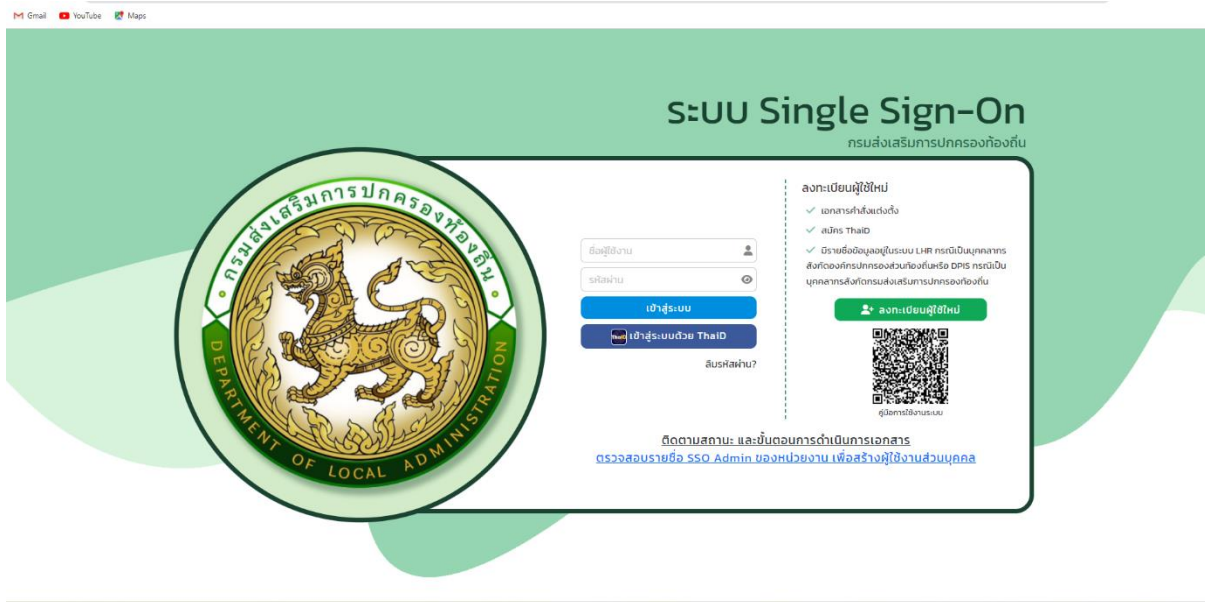 Gmail YouTube Maps
ระบบ Single Sign-On
กรมส่งเสริมการปกครองท้องถิ่น
กรมส่งเสริมการปกครองท้องถิ่น
DEPARTMENT OF LOCAL ADMINISTRATION
ชื่อผู้ใช้งาน
รหัสผ่าน
เข้าสู่ระบบ
ThaiD เข้าสู่ระบบด้วย ThaiD
ลืมรหัสผ่าน?
ลงทะเบียนผู้ใช้ใหม่
เอกสารคำสั่งแต่งตั้ง
สมัคร ThaiD
มีรายชื่อข้อมูลอยู่ในระบบ LHR กรณีเป็นบุคคลากร
สังกัดองค์กรปกครองส่วนท้องถิ่นหรือ DPIS กรณีเป็น
บุคลากรสังกัดกรมส่งเสริมการปกครองท้องถิ่น
ลงทะเบียนผู้ใช้ใหม่
คู่มือการใช้งานระบบ
ติดตามสถานะ และขั้นตอนการดำเนินการเอกสาร
ตรวจสอบรายชื่อ SSO Admin ของหน่วยงาน เพื่อสร้างผู้ใช้งานส่วนบุคคล